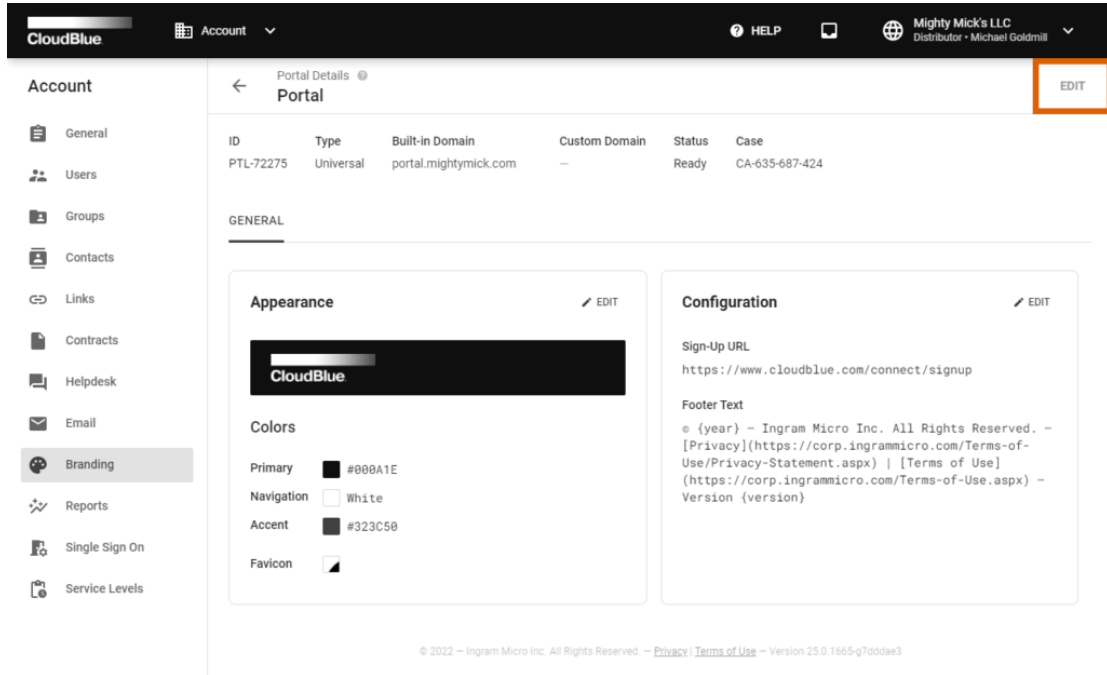 CloudBlue
Account
HELP
Mighty Mick's LLC
Distributor • Michael Goldmill
Account
General
Users
Groups
Contacts
Links
Contracts
Helpdesk
Email
Branding
Reports
Single Sign On
Service Levels
Portal Details
Portal
EDIT
ID Type Built-in Domain Custom Domain Status Case
PTL-72275 Universal portal.mightymick.com — Ready CA-635-687-424
GENERAL
Appearance
EDIT
CloudBlue
Colors
Primary #000A1E
Navigation White
Accent #323C50
Favicon
Configuration
EDIT
Sign-Up URL
https://www.cloudblue.com/connect/signup
Footer Text
© {year} — Ingram Micro Inc. All Rights Reserved. —
[Privacy](https://corp.ingrammicro.com/Terms-of-
Use/Privacy-Statement.aspx) | [Terms of Use]
(https://corp.ingrammicro.com/Terms-of-Use.aspx) —
Version {version}
© 2022 — Ingram Micro Inc. All Rights Reserved. — Privacy | Terms of Use — Version 25.0.1665-g7dddae3